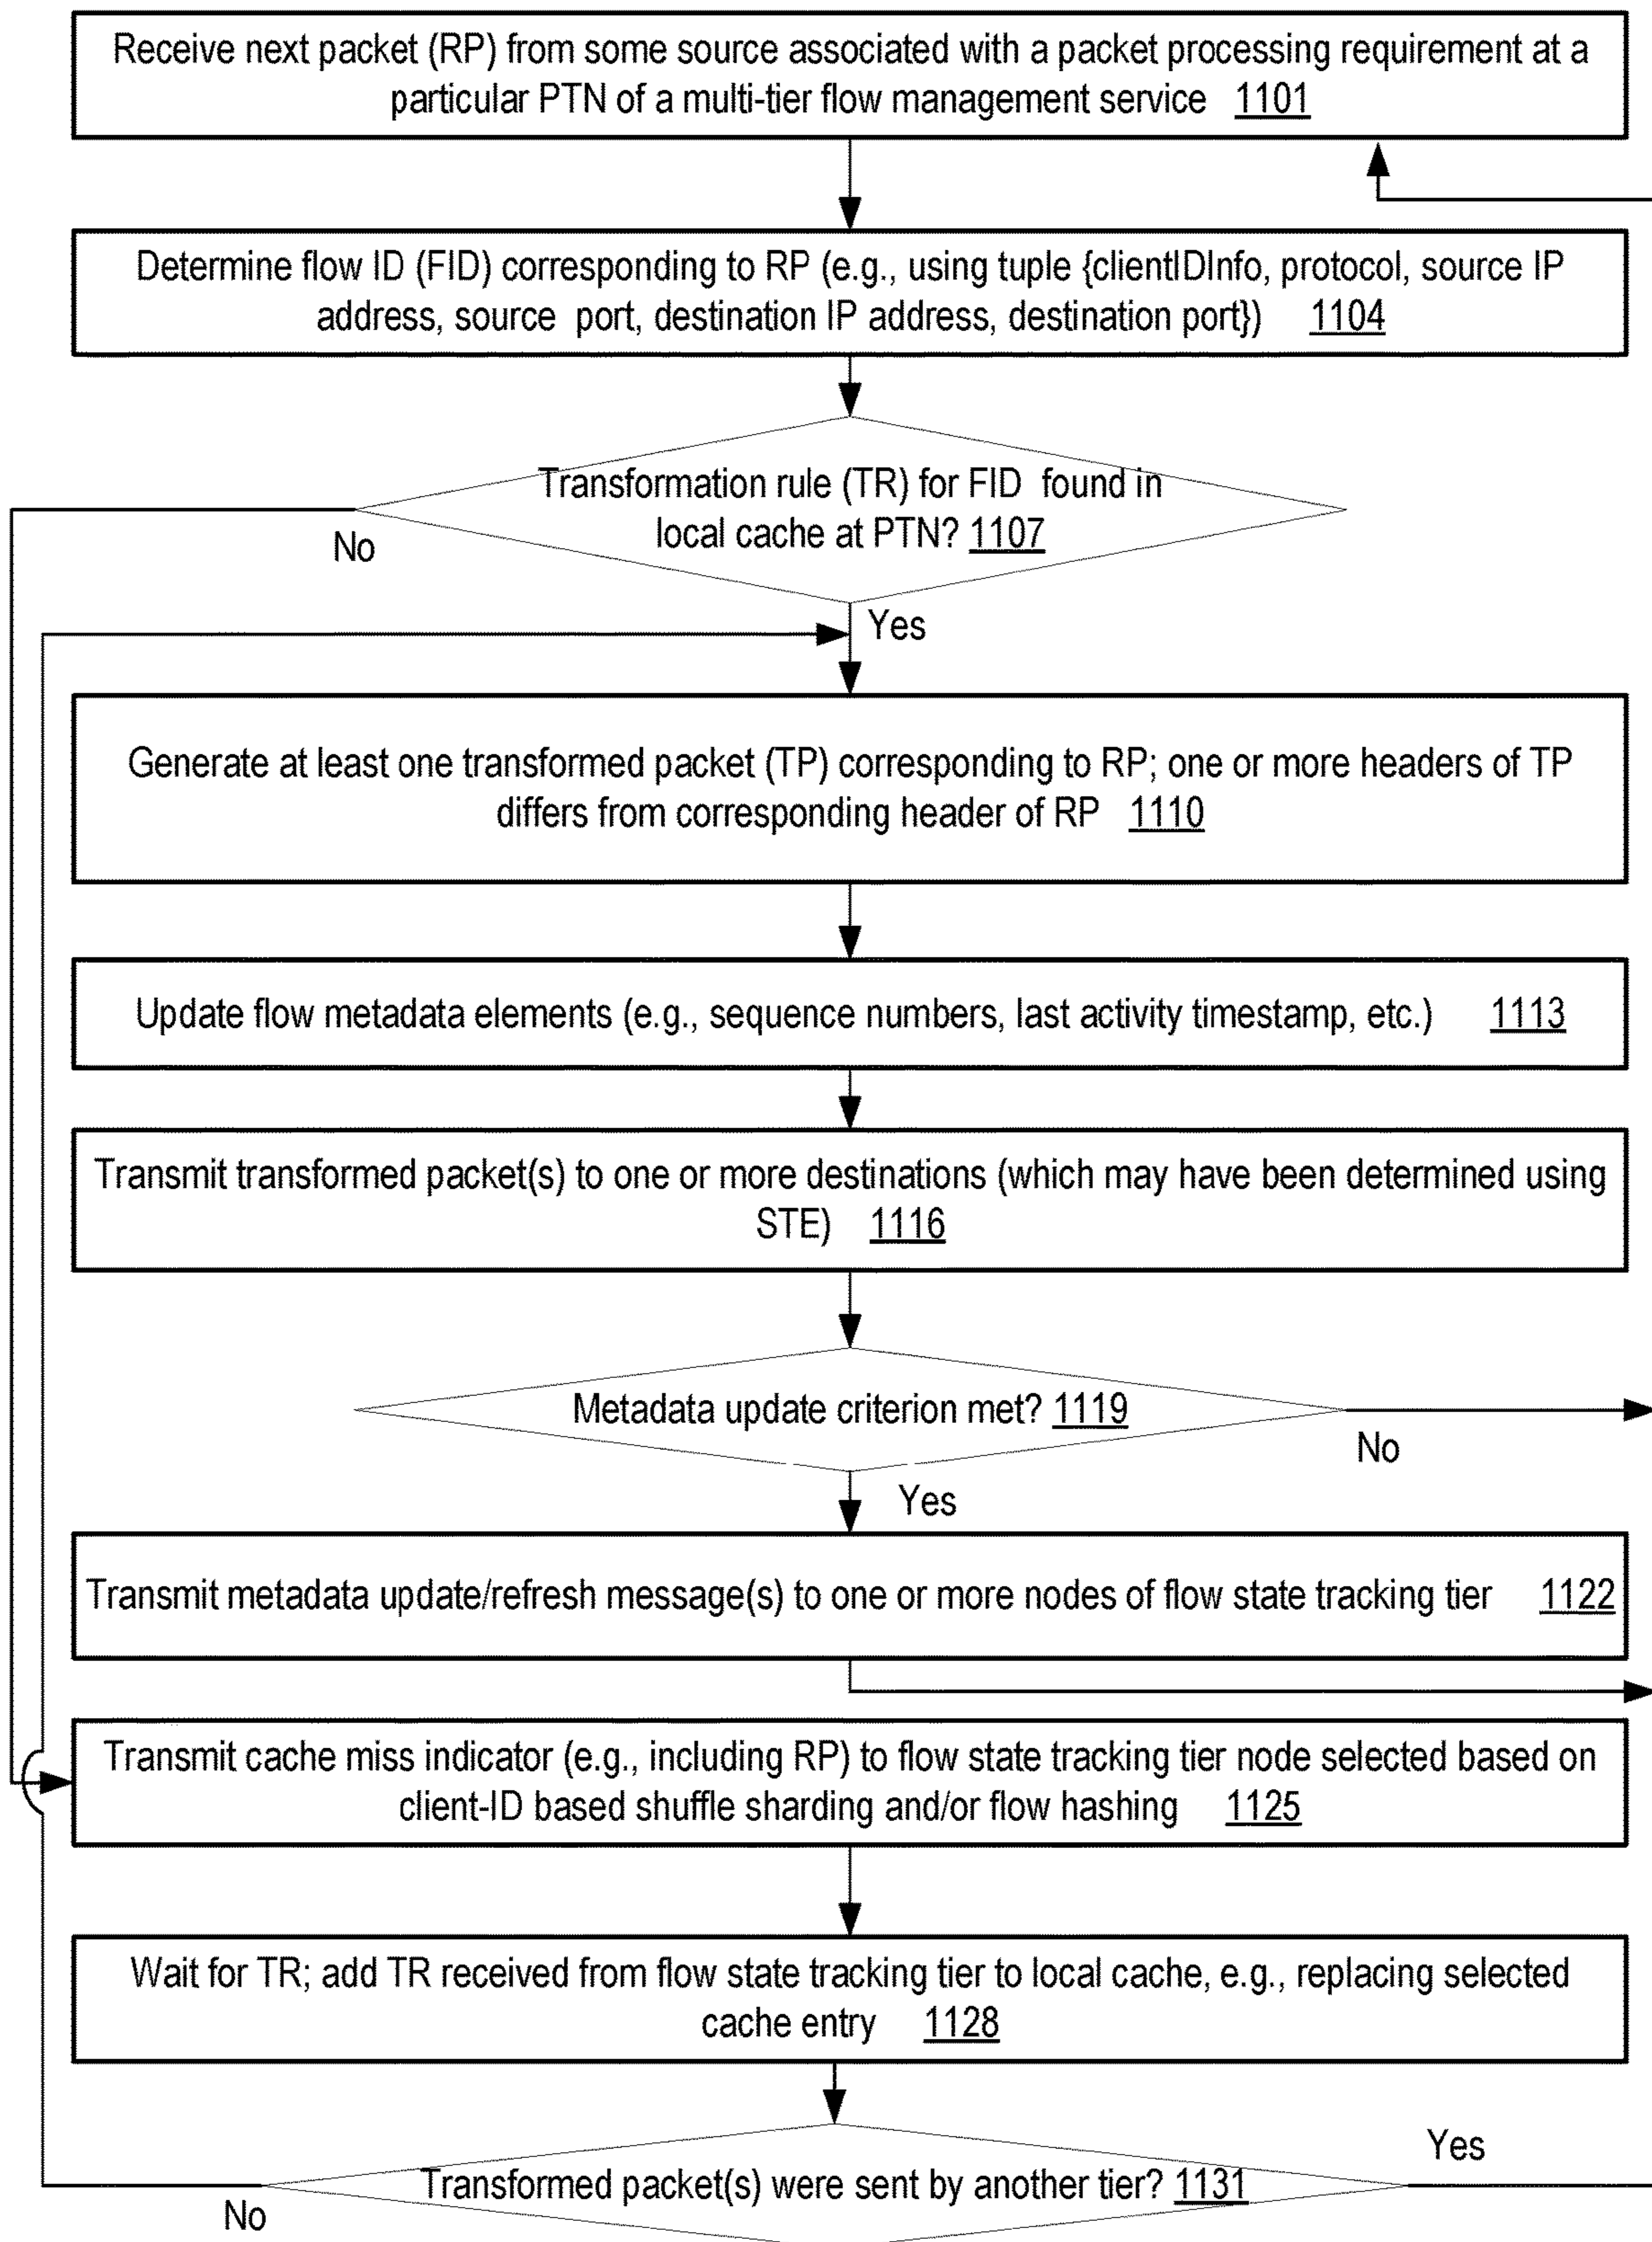 Receive next packet (RP) from some source associated with a packet processing requirement at a
particular PTN of a multi-tier flow management service 1101
Determine flow ID (FID) corresponding to RP (e.g., using tuple {clientIDInfo, protocol, source IP
address, source port, destination IP address, destination port}) 1104
Transformation rule (TR) for FID found in
local cache at PTN? 1107
No
Yes
Generate at least one transformed packet (TP) corresponding to RP; one or more headers of TP
differs from corresponding header of RP 1110
Update flow metadata elements (e.g., sequence numbers, last activity timestamp, etc.) 1113
Transmit transformed packet(s) to one or more destinations (which may have been determined using
STE) 1116
Metadata update criterion met? 1119
No
Yes
Transmit metadata update/refresh message(s) to one or more nodes of flow state tracking tier 1122
Transmit cache miss indicator (e.g., including RP) to flow state tracking tier node selected based on
client-ID based shuffle sharding and/or flow hashing 1125
Wait for TR; add TR received from flow state tracking tier to local cache, e.g., replacing selected
cache entry 1128
Yes
Transformed packet(s) were sent by another tier? 1131
No